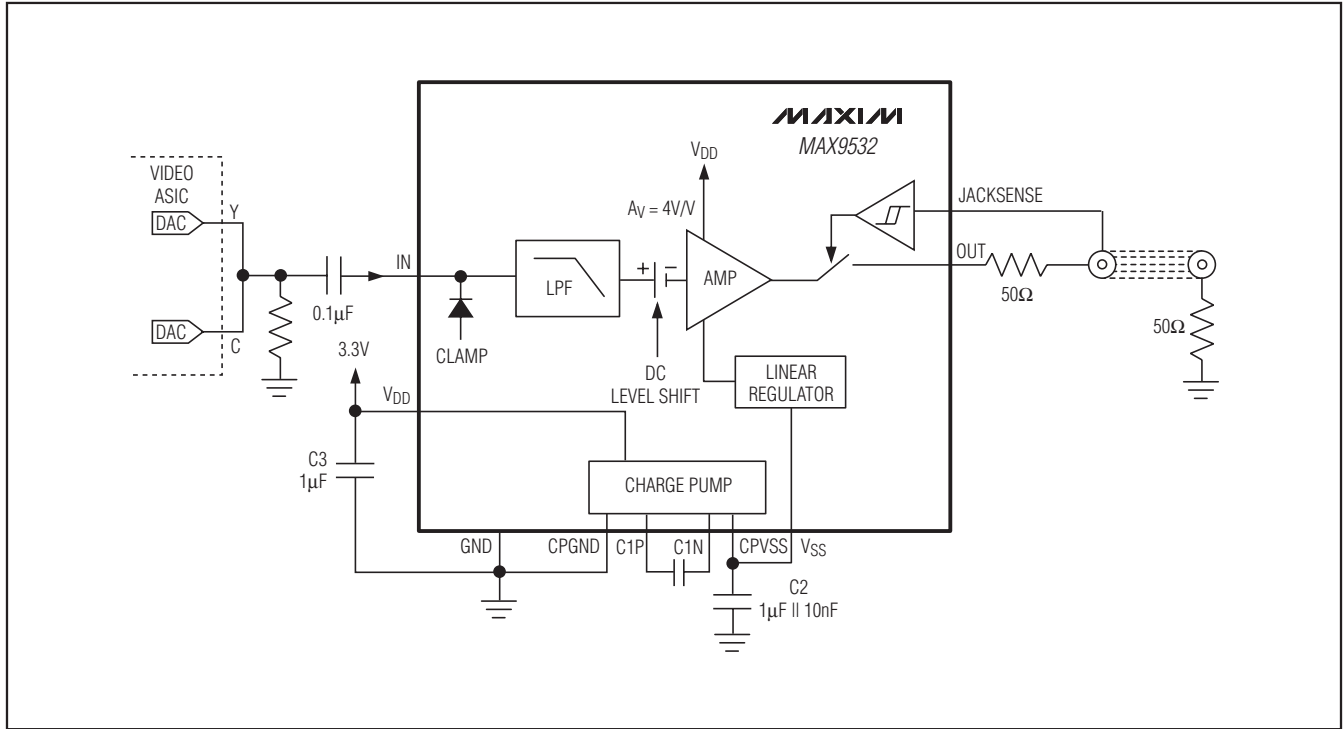 MAXIM
MAX9532
VIDEO
ASIC
DAC
Y
DAC
C
0.1µF
IN
CLAMP
LPF
+ -
DC
LEVEL SHIFT
VDD
AV = 4V/V
AMP
JACKSENSE
OUT
50Ω
50Ω
LINEAR
REGULATOR
3.3V
VDD
C3
1µF
CHARGE PUMP
GND
CPGND
C1P
C1N
CPVSS
VSS
C2
1µF II 10nF